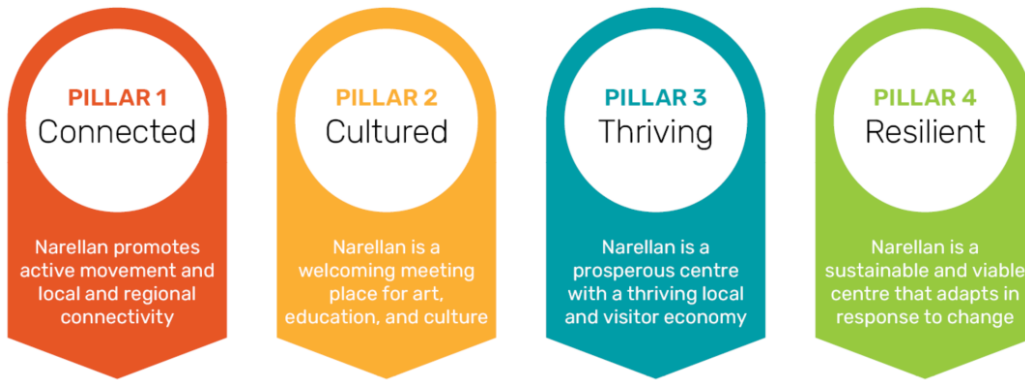 PILLAR 1
Connected
Narellan promotes
active movement and
local and regional
connectivity
PILLAR 2
Cultured
Narellan is a
welcoming meeting
place for art,
education, and culture
PILLAR 3
Thriving
Narellan is a
prosperous centre
with a thriving local
and visitor economy
PILLAR 4
Resilient
Narellan is a
sustainable and viable
centre that adapts in
response to change